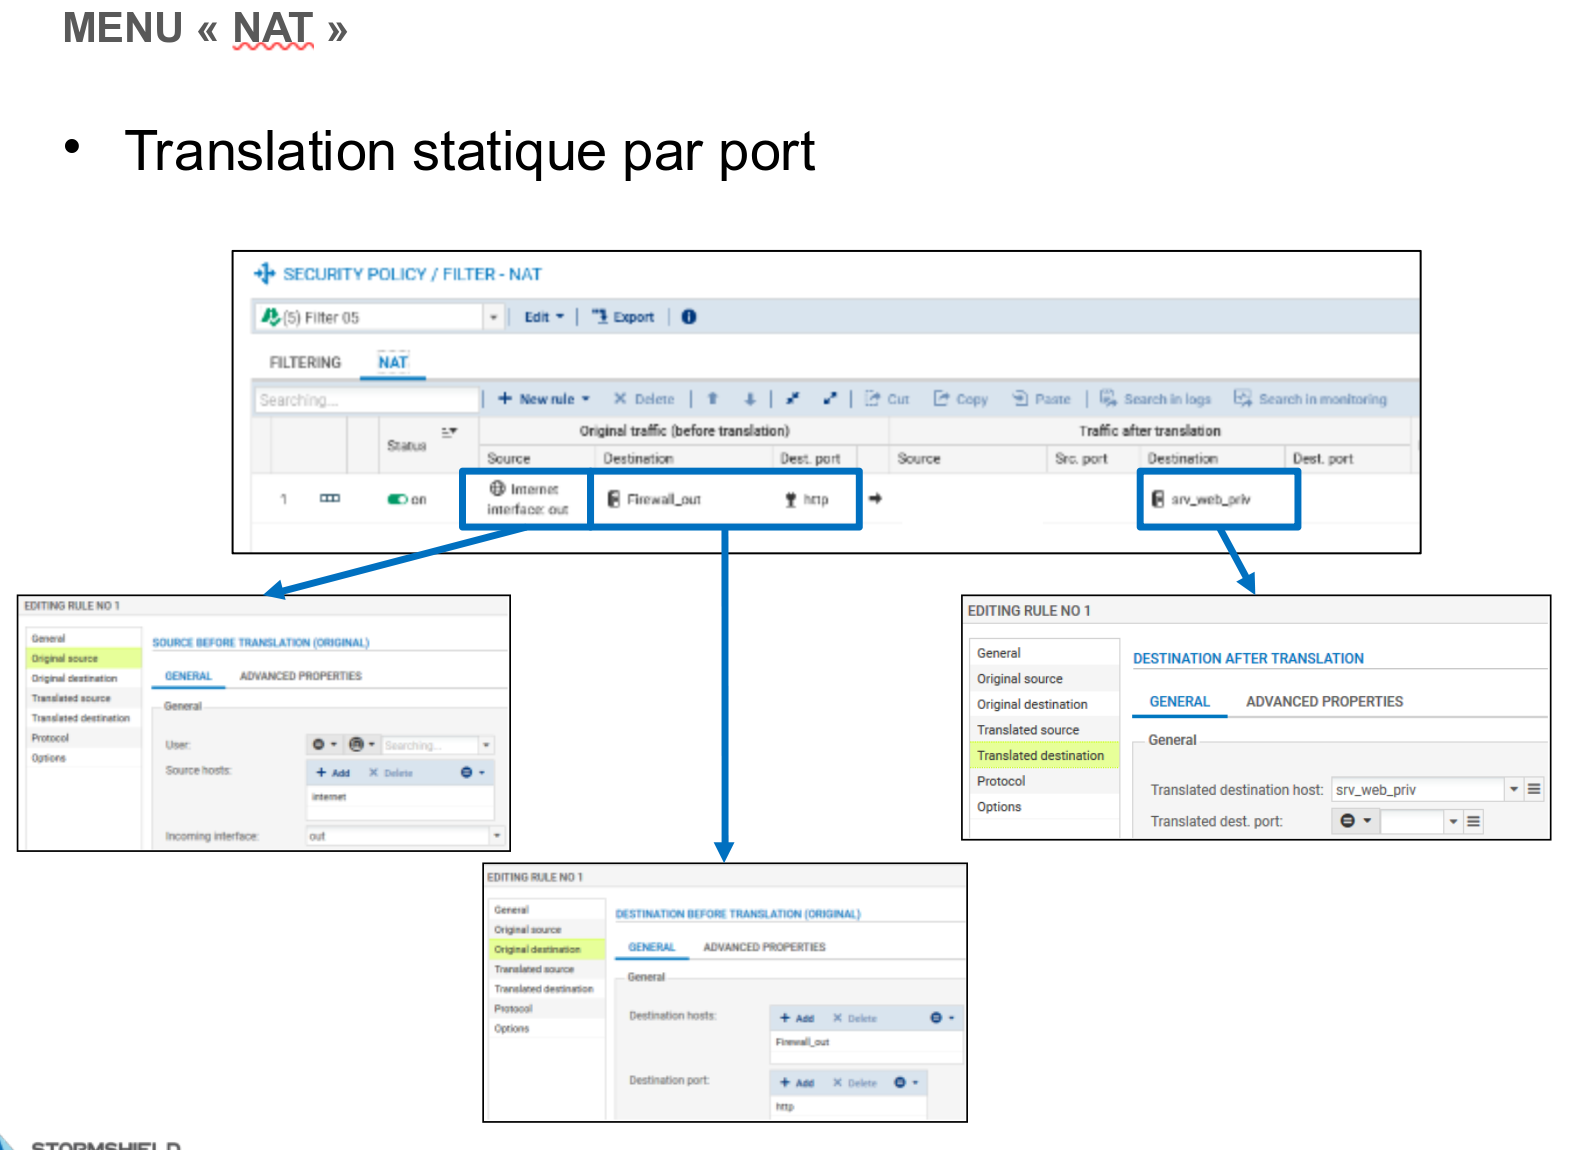 MENU « NAT »
• Translation statique par port
SECURITY POLICY / FILTER - NAT
(5) Filter 05 Edit Export
FILTERING NAT
Searching... + New rule Delete Cut Copy Paste Search in logs Search in monitoring
Status Original traffic (before translation) Traffic after translation
Source Destination Dest. port Source Src. port Destination Dest. port
1 on Internet Firewall_out http srv_web_priv
interface: out
EDITING RULE NO 1
General
Original source
Original destination
Translated source
Translated destination
Protocol
Options
SOURCE BEFORE TRANSLATION (ORIGINAL)
GENERAL ADVANCED PROPERTIES
General
User: Searching...
Source hosts: + Add Delete
Internet
Incoming interface: out
EDITING RULE NO 1
General
Original source
Original destination
Translated source
Translated destination
Protocol
Options
DESTINATION AFTER TRANSLATION
GENERAL ADVANCED PROPERTIES
General
Translated destination host: srv_web_priv
Translated dest. port:
EDITING RULE NO 1
General
Original source
Original destination
Translated source
Translated destination
Protocol
Options
DESTINATION BEFORE TRANSLATION (ORIGINAL)
GENERAL ADVANCED PROPERTIES
General
Destination hosts: + Add Delete
Firewall_out
Destination port: + Add Delete
http
STORMSHIELD